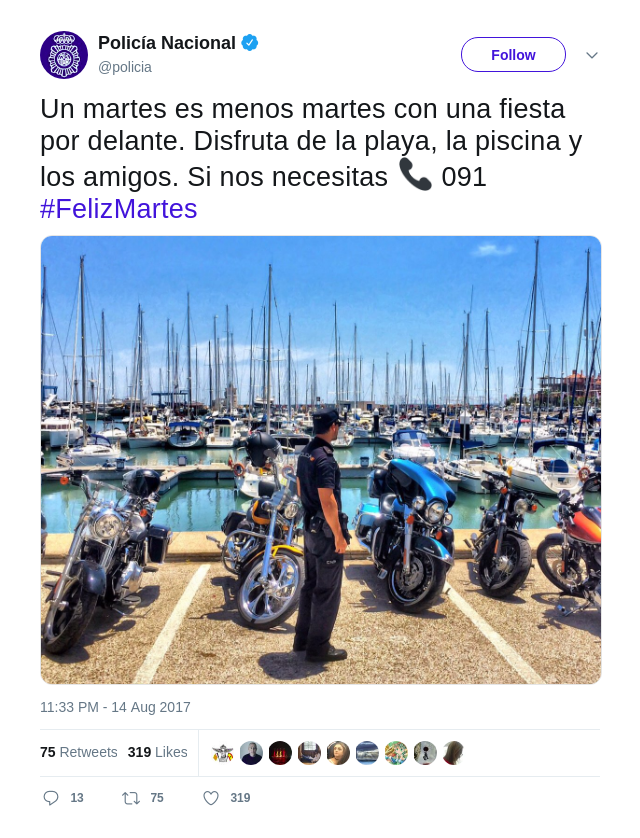 Policía Nacional
@policia
Follow
Un martes es menos martes con una fiesta
por delante. Disfruta de la playa, la piscina y
los amigos. Si nos necesitas 📞 091
#FelizMartes
11:33 PM - 14 Aug 2017
75 Retweets 319 Likes
13 75 319